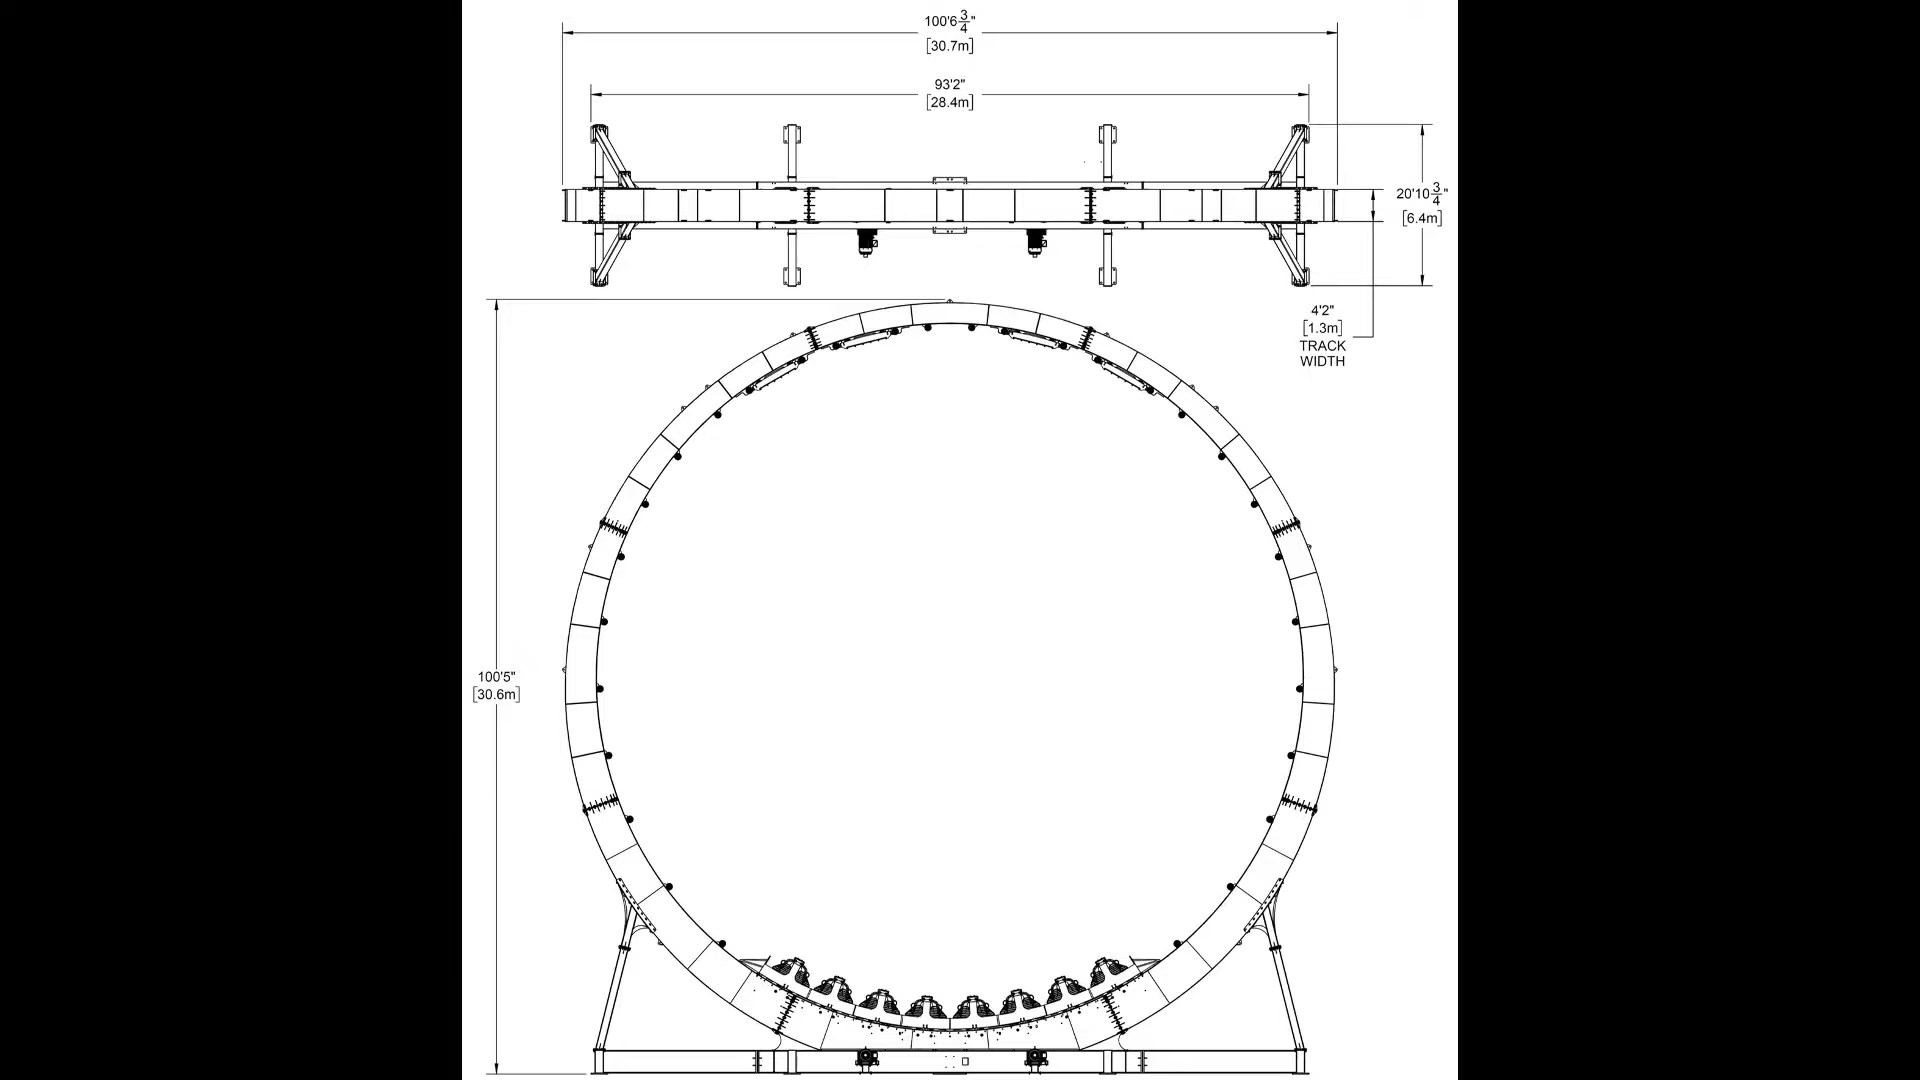 100'6 3/4"
[30.7m]
93'2"
[28.4m]
20'10 3/4"
[6.4m]
4'2"
[1.3m]
TRACK
WIDTH
100'5"
[30.6m]